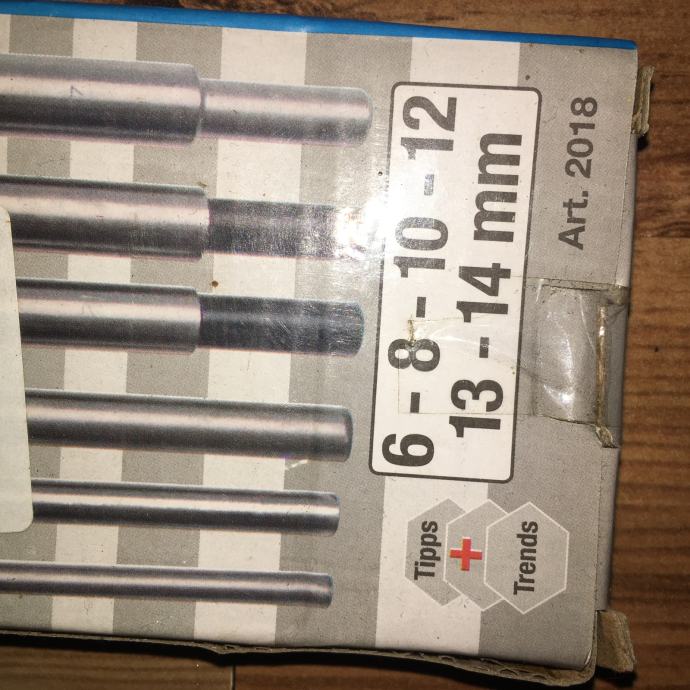 6 - 8 - 10 - 12
13 - 14 mm
Art. 2018
Tipps
+
Trends